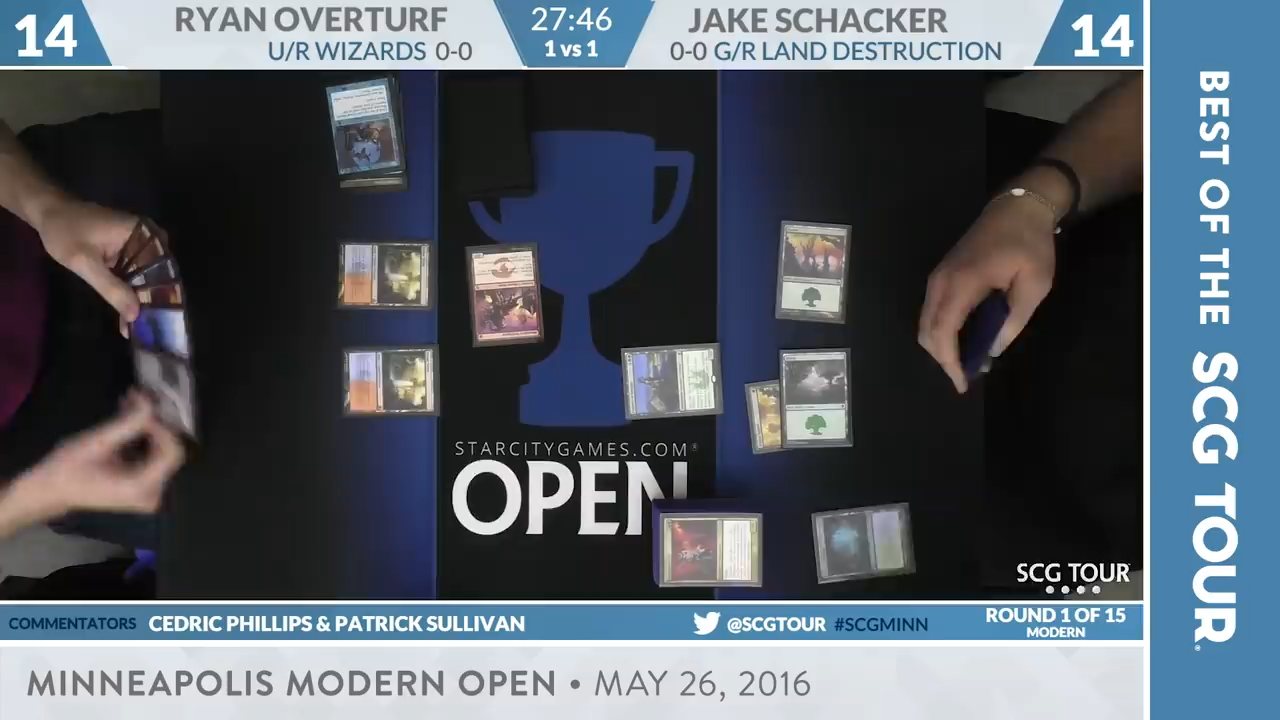 14
RYAN OVERTURF
U/R WIZARDS 0-0
27:46
1 vs 1
JAKE SCHACKER
0-0 G/R LAND DESTRUCTION
14
STARCITYGAMES.COM®
OPEN
SCG TOUR
COMMENTATORS CEDRIC PHILLIPS & PATRICK SULLIVAN
@SCGTOUR #SCGMINN
ROUND 1 OF 15
MODERN
MINNEAPOLIS MODERN OPEN • MAY 26, 2016
BEST OF THE SCG TOUR®